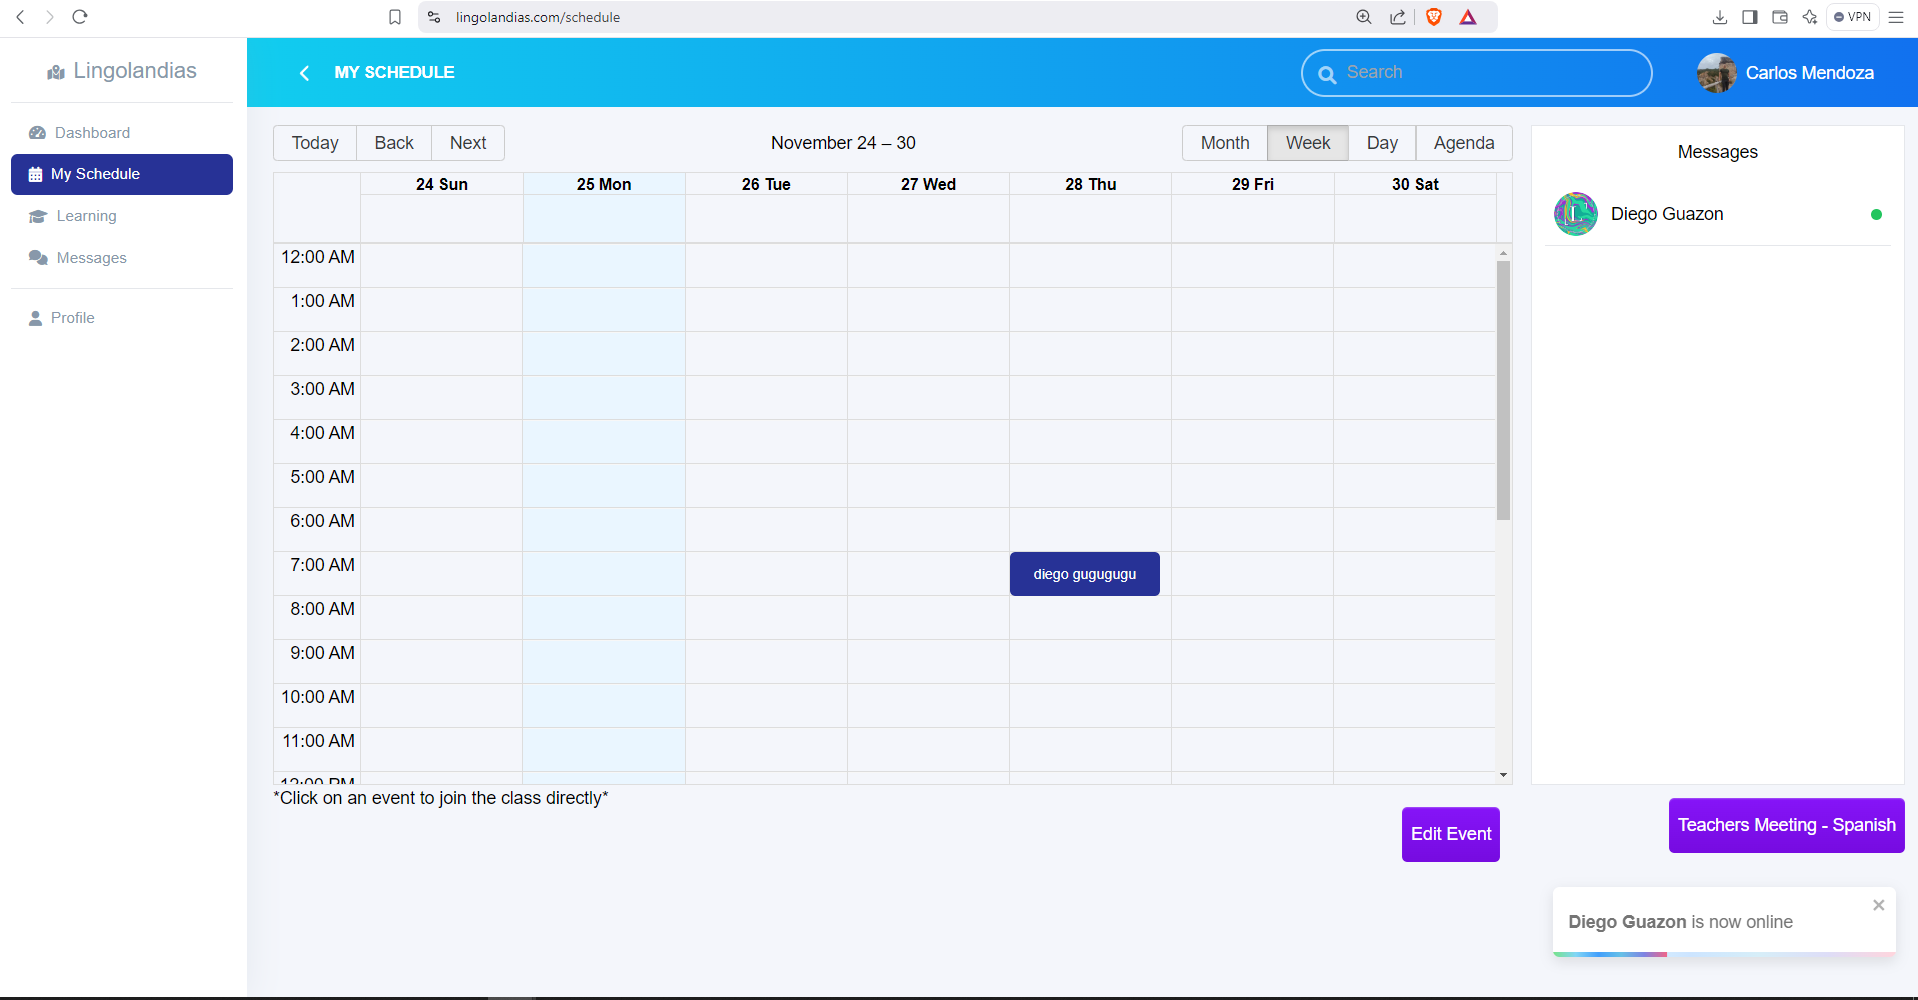 lingolandias.com/schedule
VPN
Lingolandias
MY SCHEDULE
Search
Carlos Mendoza
Dashboard
My Schedule
Learning
Messages
Profile
Today Back Next
November 24 – 30
Month Week Day Agenda
24 Sun 25 Mon 26 Tue 27 Wed 28 Thu 29 Fri 30 Sat
12:00 AM
1:00 AM
2:00 AM
3:00 AM
4:00 AM
5:00 AM
6:00 AM
7:00 AM
diego gugugugu
8:00 AM
9:00 AM
10:00 AM
11:00 AM
12:00 PM
*Click on an event to join the class directly*
Edit Event
Messages
Diego Guazon
Teachers Meeting - Spanish
Diego Guazon is now online